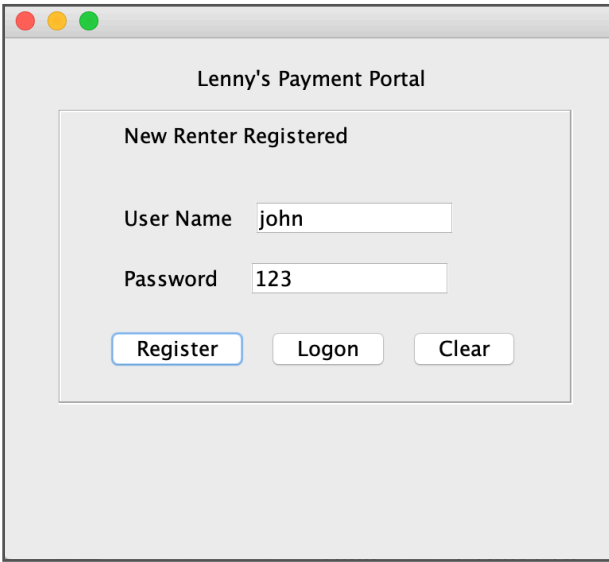 Lenny's Payment Portal
New Renter Registered
User Name john
Password 123
Register Logon Clear